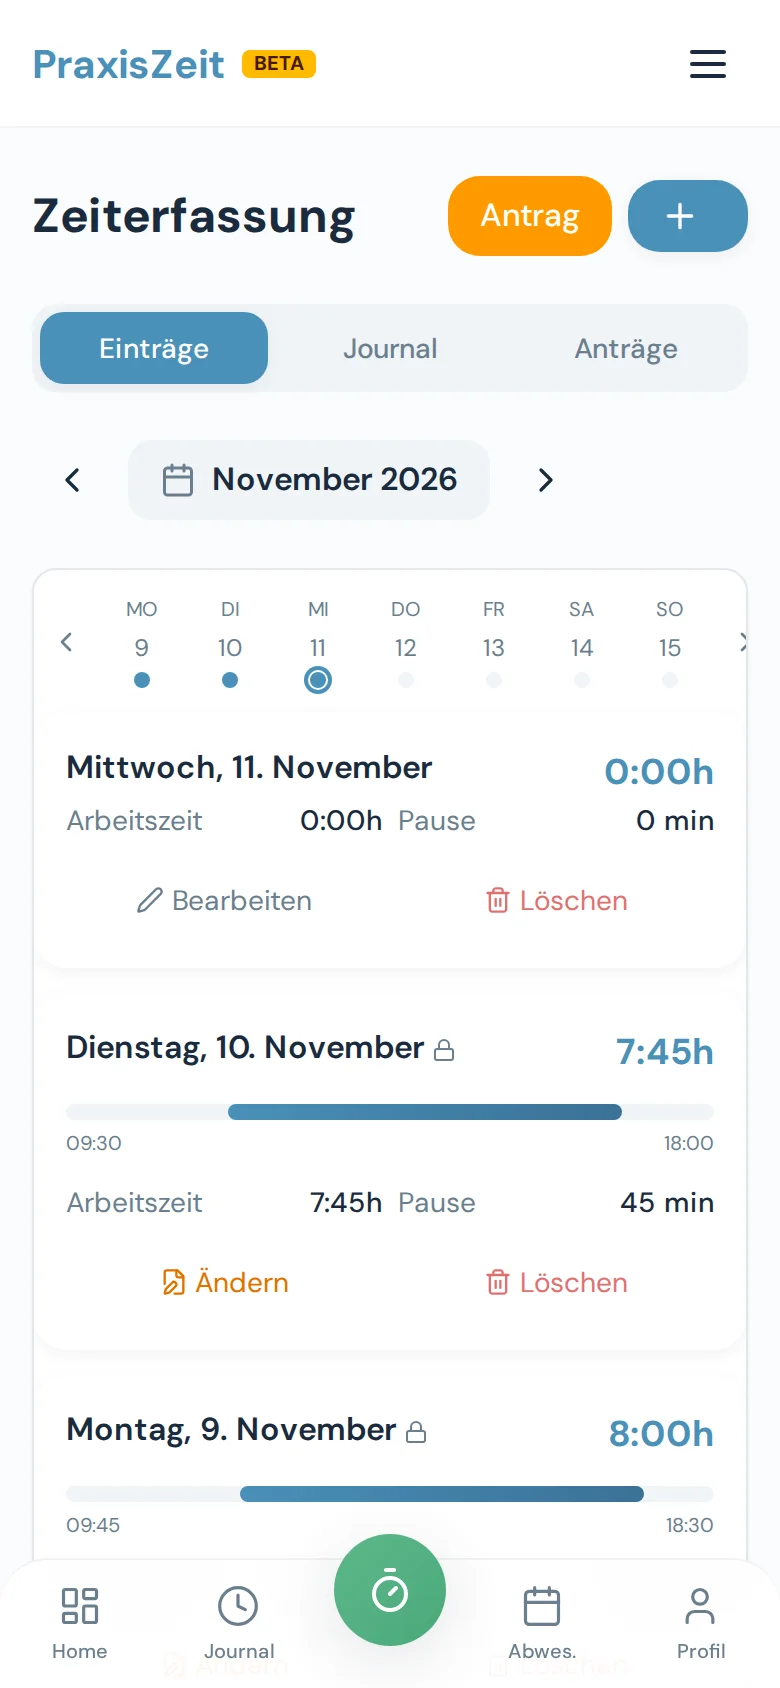 PraxisZeit BETA
Zeiterfassung Antrag
Einträge Journal Anträge
November 2026
MO DI MI DO FR SA SO
9 10 11 12 13 14 15
Mittwoch, 11. November 0:00h
Arbeitszeit 0:00h Pause 0 min
Bearbeiten Löschen
Dienstag, 10. November 7:45h
09:30 18:00
Arbeitszeit 7:45h Pause 45 min
Ändern Löschen
Montag, 9. November 8:00h
09:45 18:30
Home Journal Abwes. Profil
Ändern Löschen